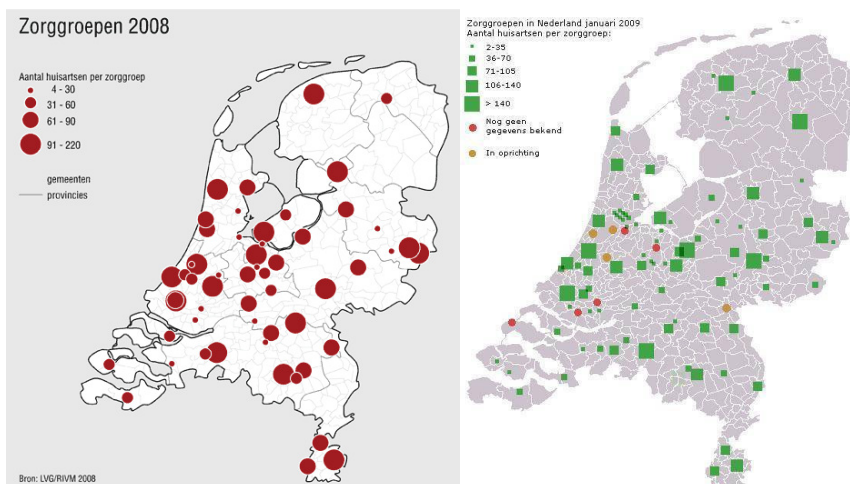 Zorggroepen 2008
Aantal huisartsen per zorggroep
4 - 30
31 - 60
61 - 90
91 - 220
gemeenten
provincies
Bron: LVG/RIVM 2008
Zorggroepen in Nederland januari 2009
Aantal huisartsen per zorggroep:
2-35
36-70
71-105
106-140
> 140
Nog geen
gegevens bekend
In oprichting